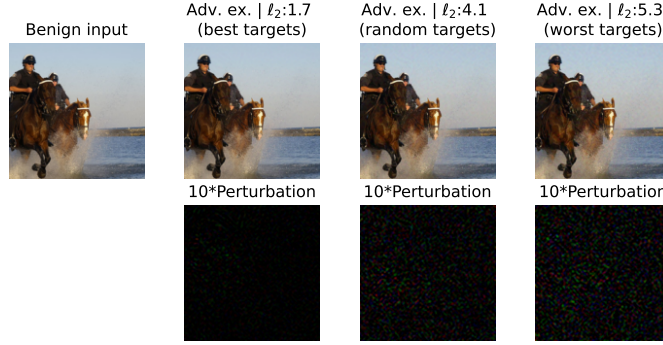 Benign input
Adv. ex. | ℓ₂:1.7
(best targets)
Adv. ex. | ℓ₂:4.1
(random targets)
Adv. ex. | ℓ₂:5.3
(worst targets)
10*Perturbation
10*Perturbation
10*Perturbation